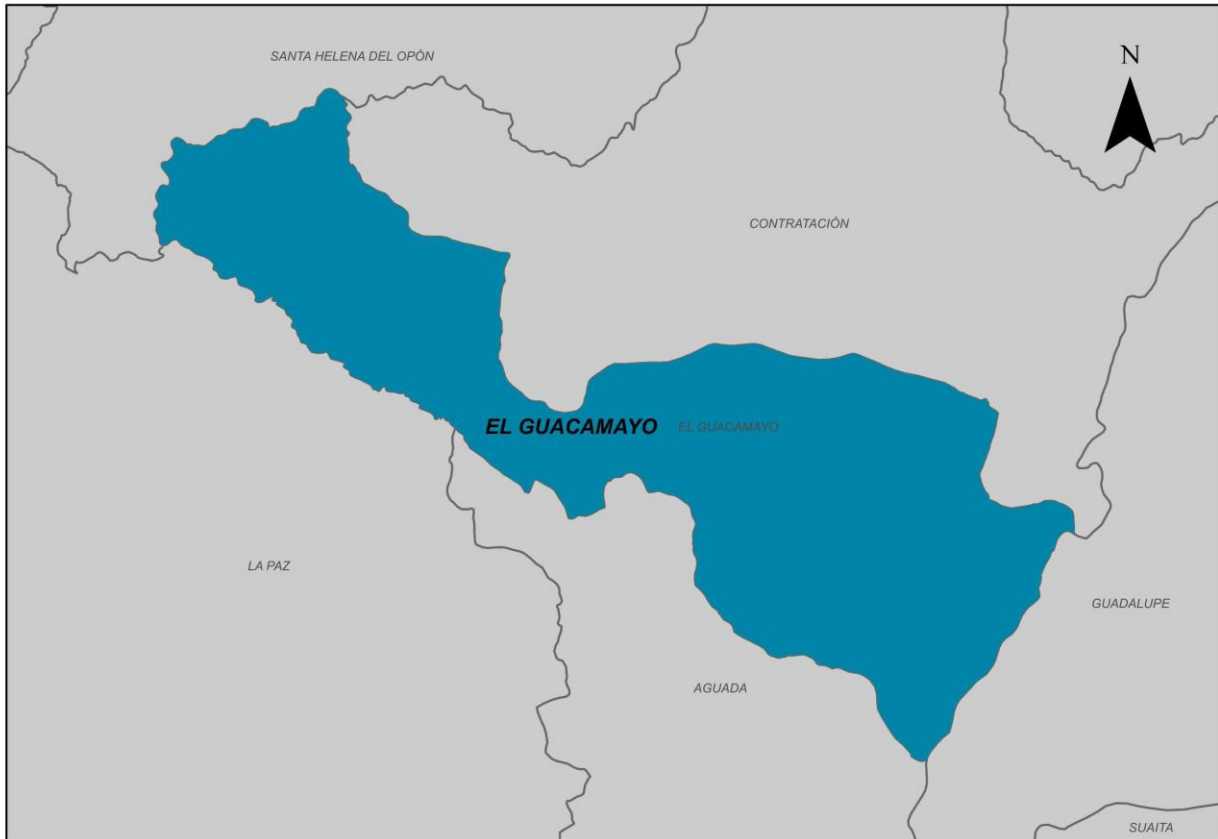 SANTA HELENA DEL OPÓN
N
CONTRATACIÓN
EL GUACAMAYO
EL GUACAMAYO
LA PAZ
GUADALUPE
AGUADA
SUAITA